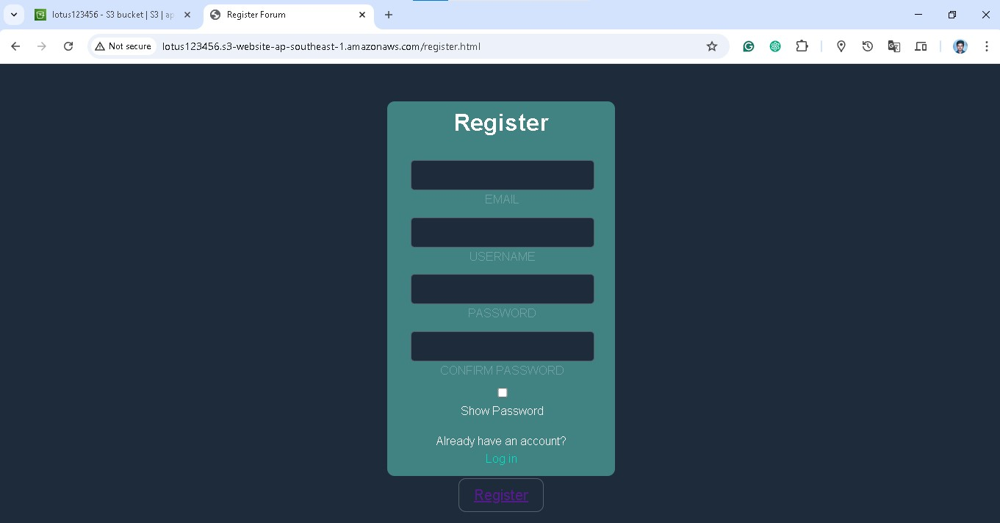 lotus123456 - S3 bucket | S3 | ap
Register Forum
Not secure
lotus123456.s3-website-ap-southeast-1.amazonaws.com/register.html
Register
EMAIL
USERNAME
PASSWORD
CONFIRM PASSWORD
Show Password
Already have an account?
Log in
Register